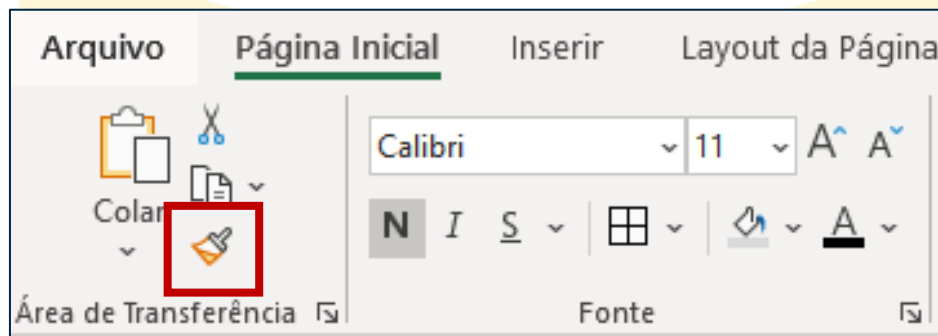 Arquivo Página Inicial Inserir Layout da Página
Calibri 11 A A
Colar
N I S A
Área de Transferência Fonte